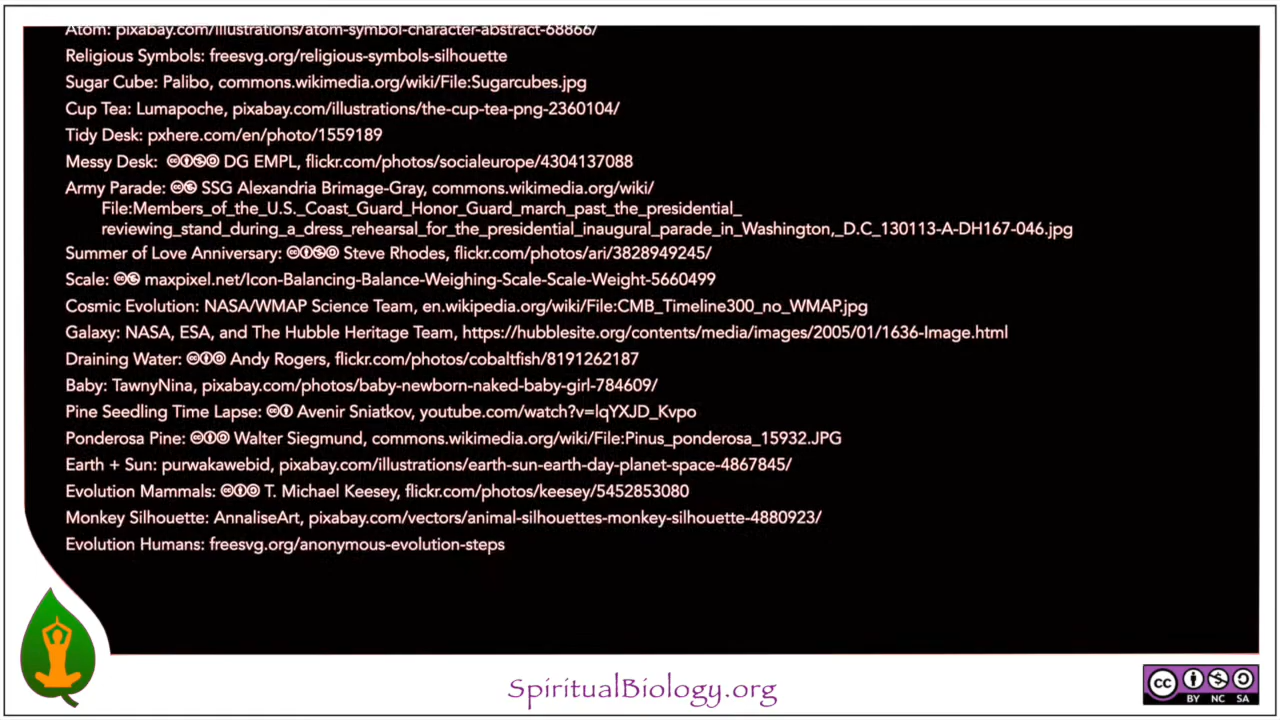 Atom: pixabay.com/illustrations/atom-symbol-character-abstract-68866/
Religious Symbols: freesvg.org/religious-symbols-silhouette
Sugar Cube: Palibo, commons.wikimedia.org/wiki/File:Sugarcubes.jpg
Cup Tea: Lumapoche, pixabay.com/illustrations/the-cup-tea-png-2360104/
Tidy Desk: pxhere.com/en/photo/1559189
Messy Desk: DG EMPL, flickr.com/photos/socialeurope/4304137088
Army Parade: SSG Alexandria Brimage-Gray, commons.wikimedia.org/wiki/
File:Members_of_the_U.S._Coast_Guard_Honor_Guard_march_past_the_presidential_
reviewing_stand_during_a_dress_rehearsal_for_the_presidential_inaugural_parade_in_Washington,_D.C_130113-A-DH167-046.jpg
Summer of Love Anniversary: Steve Rhodes, flickr.com/photos/ari/3828949245/
Scale: maxpixel.net/Icon-Balancing-Balance-Weighing-Scale-Scale-Weight-5660499
Cosmic Evolution: NASA/WMAP Science Team, en.wikipedia.org/wiki/File:CMB_Timeline300_no_WMAP.jpg
Galaxy: NASA, ESA, and The Hubble Heritage Team, https://hubblesite.org/contents/media/images/2005/01/1636-Image.html
Draining Water: Andy Rogers, flickr.com/photos/cobaltfish/8191262187
Baby: TawnyNina, pixabay.com/photos/baby-newborn-naked-baby-girl-784609/
Pine Seedling Time Lapse: Avenir Sniatkov, youtube.com/watch?v=lqYXJD_Kvpo
Ponderosa Pine: Walter Siegmund, commons.wikimedia.org/wiki/File:Pinus_ponderosa_15932.JPG
Earth + Sun: purwakawebid, pixabay.com/illustrations/earth-sun-earth-day-planet-space-4867845/
Evolution Mammals: T. Michael Keesey, flickr.com/photos/keesey/5452853080
Monkey Silhouette: AnnaliseArt, pixabay.com/vectors/animal-silhouettes-monkey-silhouette-4880923/
Evolution Humans: freesvg.org/anonymous-evolution-steps
SpiritualBiology.org
cc BY NC SA